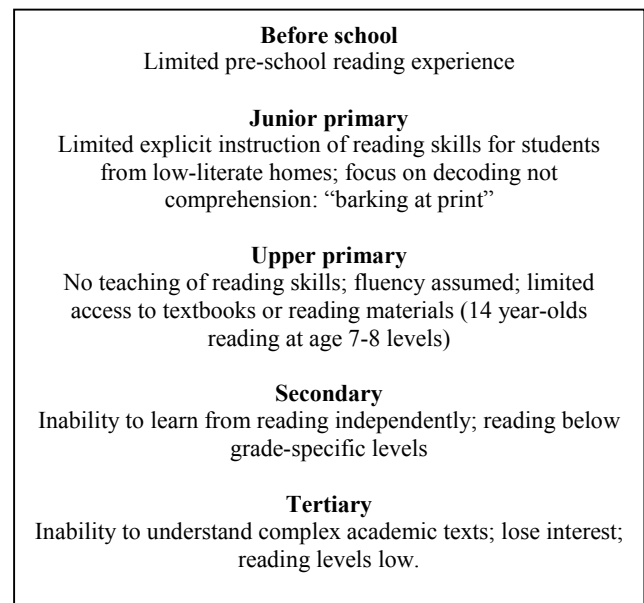 Before school
Limited pre-school reading experience
Junior primary
Limited explicit instruction of reading skills for students
from low-literate homes; focus on decoding not
comprehension: “barking at print”
Upper primary
No teaching of reading skills; fluency assumed; limited
access to textbooks or reading materials (14 year-olds
reading at age 7-8 levels)
Secondary
Inability to learn from reading independently; reading below
grade-specific levels
Tertiary
Inability to understand complex academic texts; lose interest;
reading levels low.